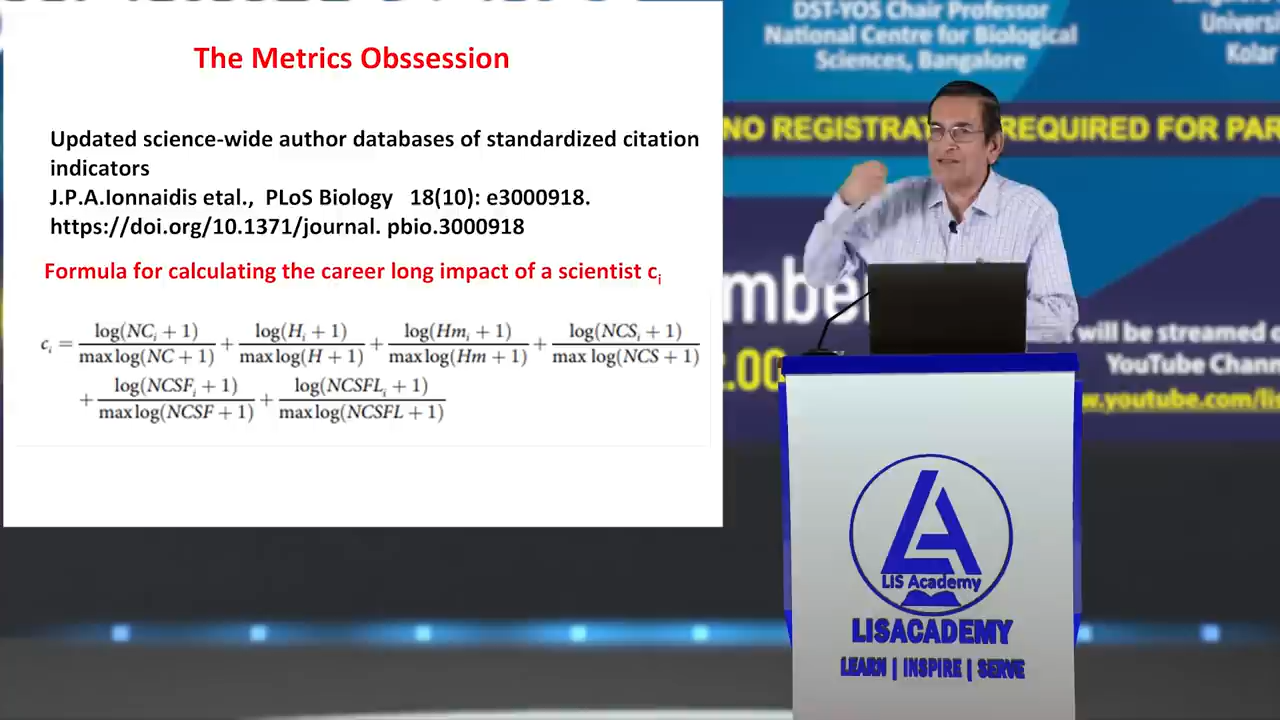 The Metrics Obssession
Updated science-wide author databases of standardized citation
indicators
J.P.A.Ionnaidis etal., PLoS Biology 18(10): e3000918.
https://doi.org/10.1371/journal. pbio.3000918
Formula for calculating the career long impact of a scientist cᵢ
cᵢ = log(NCᵢ + 1) / max log(NC + 1) + log(Hᵢ + 1) / max log(H + 1) + log(Hmᵢ + 1) / max log(Hm + 1) + log(NCSᵢ + 1) / max log(NCS + 1)
+ log(NCSFᵢ + 1) / max log(NCSF + 1) + log(NCSFLᵢ + 1) / max log(NCSFL + 1)
DST-YOS Chair Professor
National Centre for Biological
Sciences, Bangalore
Kolar
NO REGISTRAT REQUIRED FOR PAR
mber
will be streamed o
YouTube Chann
.00
w.youtube.com/lis
LIS Academy
LISACADEMY
LEARN | INSPIRE | SERVE